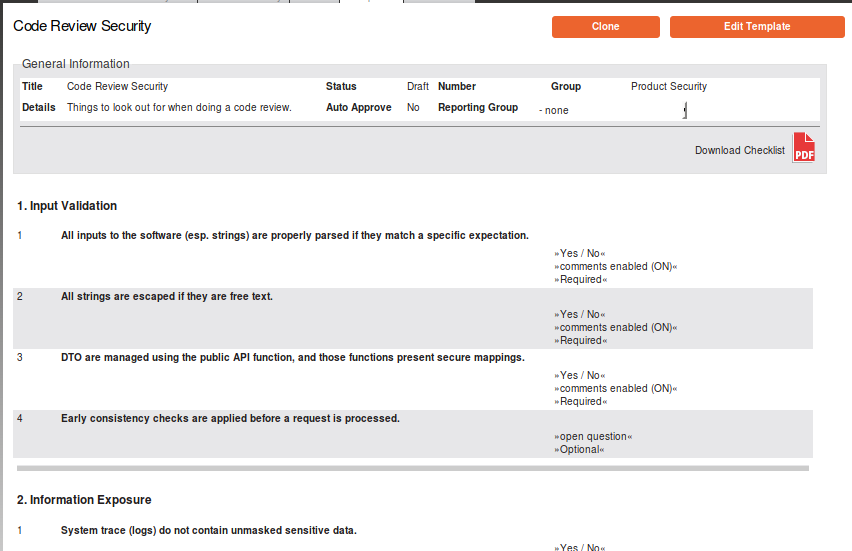 Code Review Security
Clone
Edit Template
General Information
Title Code Review Security Status Draft Number Group Product Security
Details Things to look out for when doing a code review. Auto Approve No Reporting Group - none
Download Checklist PDF
1. Input Validation
1 All inputs to the software (esp. strings) are properly parsed if they match a specific expectation.
»Yes / No«
»comments enabled (ON)«
»Required«
2 All strings are escaped if they are free text.
»Yes / No«
»comments enabled (ON)«
»Required«
3 DTO are managed using the public API function, and those functions present secure mappings.
»Yes / No«
»comments enabled (ON)«
»Required«
4 Early consistency checks are applied before a request is processed.
»open question«
»Optional«
2. Information Exposure
1 System trace (logs) do not contain unmasked sensitive data.
»Yes / No«